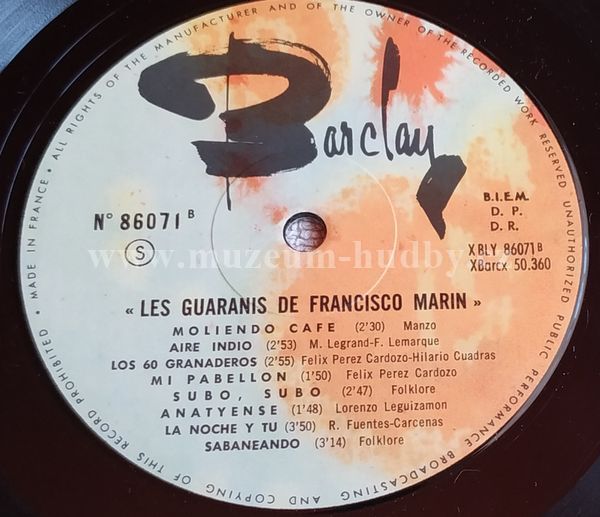 ALL RIGHTS OF THE MANUFACTURER AND OF THE OWNER OF THE RECORDED WORK RESERVED • UNAUTHORIZED PUBLIC PERFORMANCE BROADCASTING AND COPYING OF THIS RECORD PROHIBITED • MADE IN FRANCE •
Barclay
N° 86071 B
S
B.I.E.M.
D. P.
D. R.
XBLY 86071 B
XBarcx 50.360
www.muzeum-hudby.
« LES GUARANIS DE FRANCISCO MARIN »
MOLIENDO CAFE (2'30) Manzo
AIRE INDIO (2'53) M. Legrand-F. Lemarque
LOS 60 GRANADEROS (2'55) Felix Perez Cardozo-Hilario Cuadras
MI PABELLON (1'50) Felix Perez Cardozo
SUBO, SUBO (2'47) Folklore
ANATYENSE (1'48) Lorenzo Leguizamon
LA NOCHE Y TU (3'50) R. Fuentes-Carcenas
SABANEANDO (3'14) Folklore